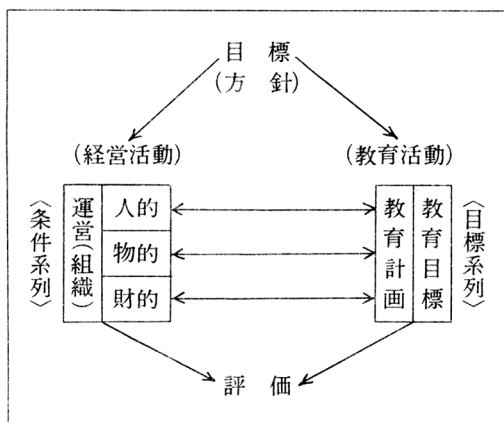 目標
(方針)
(経営活動)
(教育活動)
〈条件系列〉
運営(組織)
人的
物的
財的
教育計画
教育目標
〈目標系列〉
評価